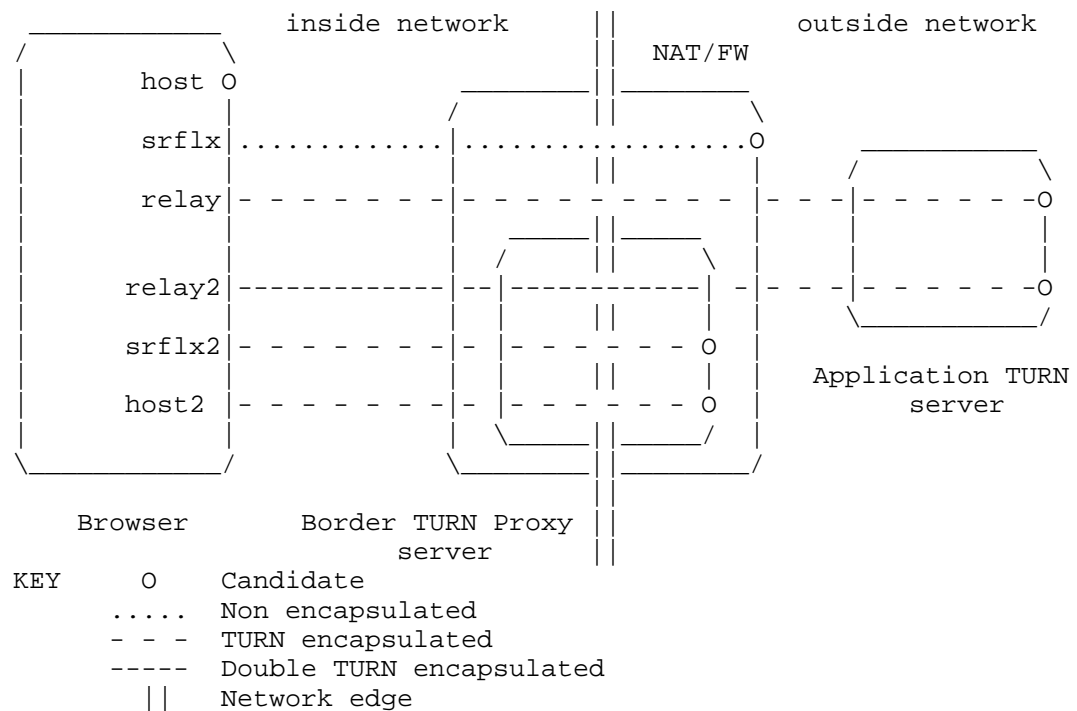 inside network || outside network
NAT/FW
host O
srflx|.............|..................O
relay|- - - - - - -|- - - - - - - - - |- - -|- - - - - -O
relay2|-------------|--|------------| - - - -|- - - - - -O
srflx2|- - - - - - -|- - - - - - O
Application TURN
host2 |- - - - - - -|- - - - - - O server
Browser Border TURN Proxy
server
KEY O Candidate
..... Non encapsulated
- - - TURN encapsulated
----- Double TURN encapsulated
|| Network edge